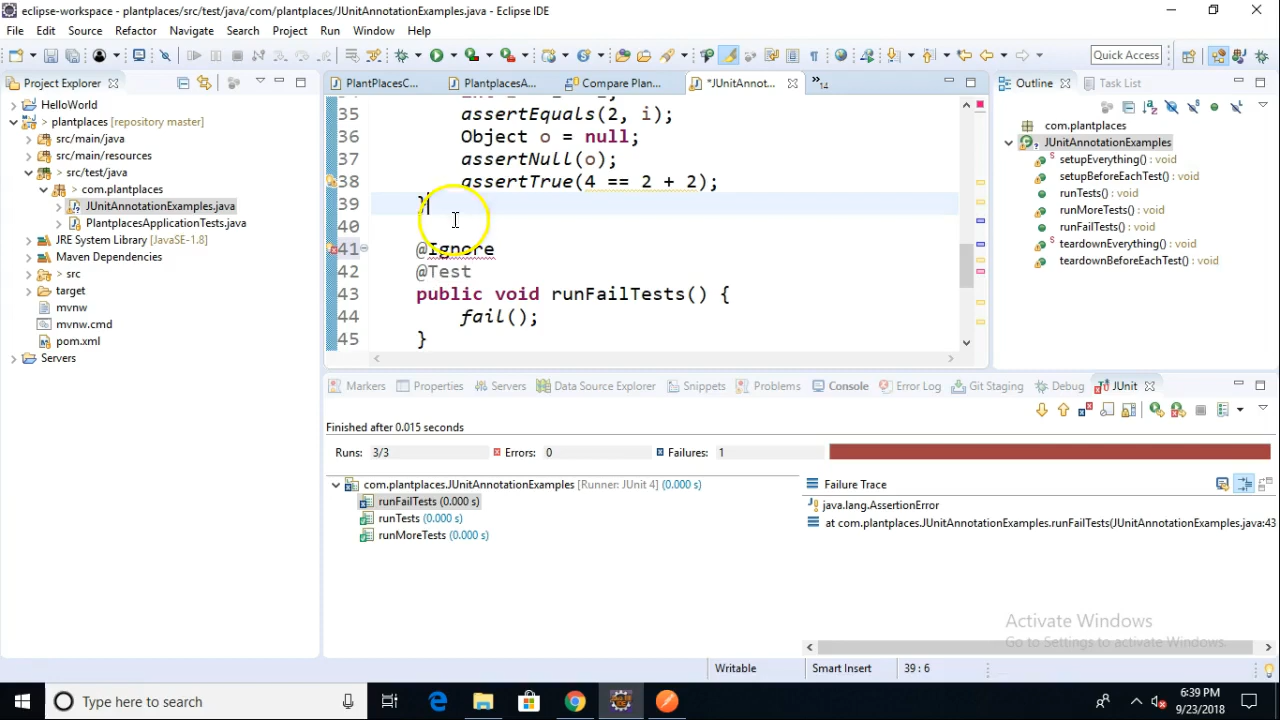 eclipse-workspace - plantplaces/src/test/java/com/plantplaces/JUnitAnnotationExamples.java - Eclipse IDE
File Edit Source Refactor Navigate Search Project Run Window Help
Quick Access
Project Explorer
PlantPlacesC...
PlantplacesA...
Compare Plan...
*JUnitAnnot...
14
Outline
Task List
HelloWorld
plantplaces [repository master]
src/main/java
src/main/resources
src/test/java
com.plantplaces
JUnitAnnotationExamples.java
PlantplacesApplicationTests.java
JRE System Library [JavaSE-1.8]
Maven Dependencies
src
target
mvnw
mvnw.cmd
pom.xml
Servers
35 assertEquals(2, i);
36 Object o = null;
37 assertNull(o);
38 assertTrue(4 == 2 + 2);
39 }
40
41 @Ignore
42 @Test
43 public void runFailTests() {
44 fail();
45 }
com.plantplaces
JUnitAnnotationExamples
setupEverything() : void
setupBeforeEachTest() : void
runTests() : void
runMoreTests() : void
runFailTests() : void
teardownEverything() : void
teardownBeforeEachTest() : void
Markers Properties Servers Data Source Explorer Snippets Problems Console Error Log Git Staging Debug JUnit
Finished after 0.015 seconds
Runs: 3/3 Errors: 0 Failures: 1
com.plantplaces.JUnitAnnotationExamples [Runner: JUnit 4] (0.000 s)
runFailTests (0.000 s)
runTests (0.000 s)
runMoreTests (0.000 s)
Failure Trace
java.lang.AssertionError
at com.plantplaces.JUnitAnnotationExamples.runFailTests(JUnitAnnotationExamples.java:43
Activate Windows
Go to Settings to activate Windows.
Writable Smart Insert 39 : 6
Type here to search
6:39 PM
9/23/2018